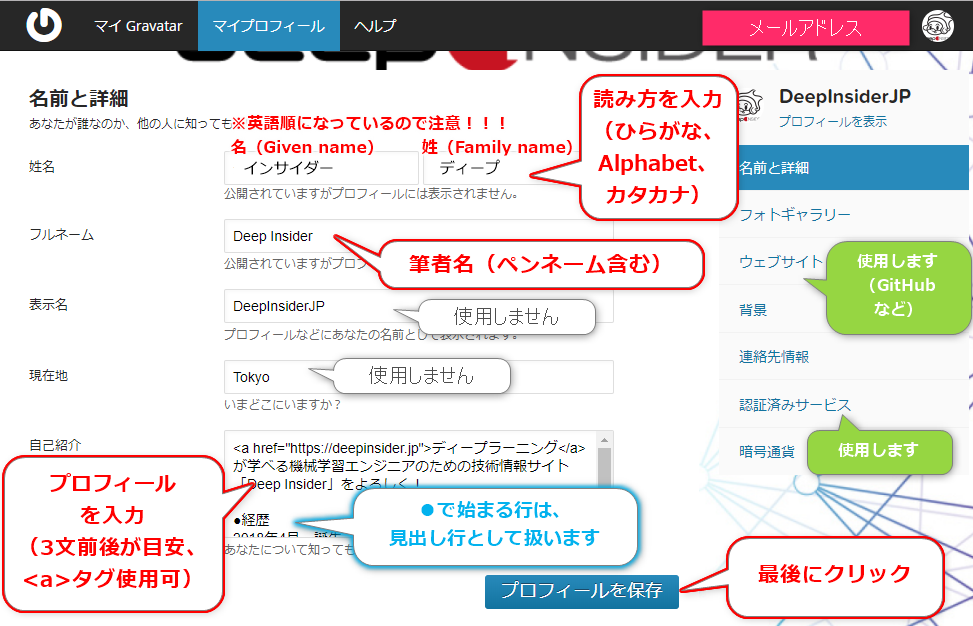 マイ Gravatar
マイプロフィール
ヘルプ
メールアドレス
名前と詳細
あなたが誰なのか、他の人に知っても
※英語順になっているので注意！！！
名（Given name）
姓（Family name）
姓名
インサイダー
ディープ
公開されていますがプロフィールには表示されません。
読み方を入力
（ひらがな、
Alphabet、
カタカナ）
フルネーム
Deep Insider
公開されていますがプロフ
筆者名（ペンネーム含む）
表示名
DeepInsiderJP
使用しません
プロフィールなどにあなたの名前として表示されます。
現在地
Tokyo
使用しません
いまどこにいますか？
自己紹介
<a href="https://deepinsider.jp">ディープラーニング</a>
が学べる機械学習エンジニアのための技術情報サイト
「Deep Insider」をよろしく！
●経歴
2018年4月
あなたについて知っても
プロフィール
を入力
（3文前後が目安、
<a>タグ使用可）
●で始まる行は、
見出し行として扱います
プロフィールを保存
最後にクリック
DeepInsiderJP
プロフィールを表示
名前と詳細
フォトギャラリー
ウェブサイト
使用します
（GitHub
など）
背景
連絡先情報
認証済みサービス
暗号通貨
使用します